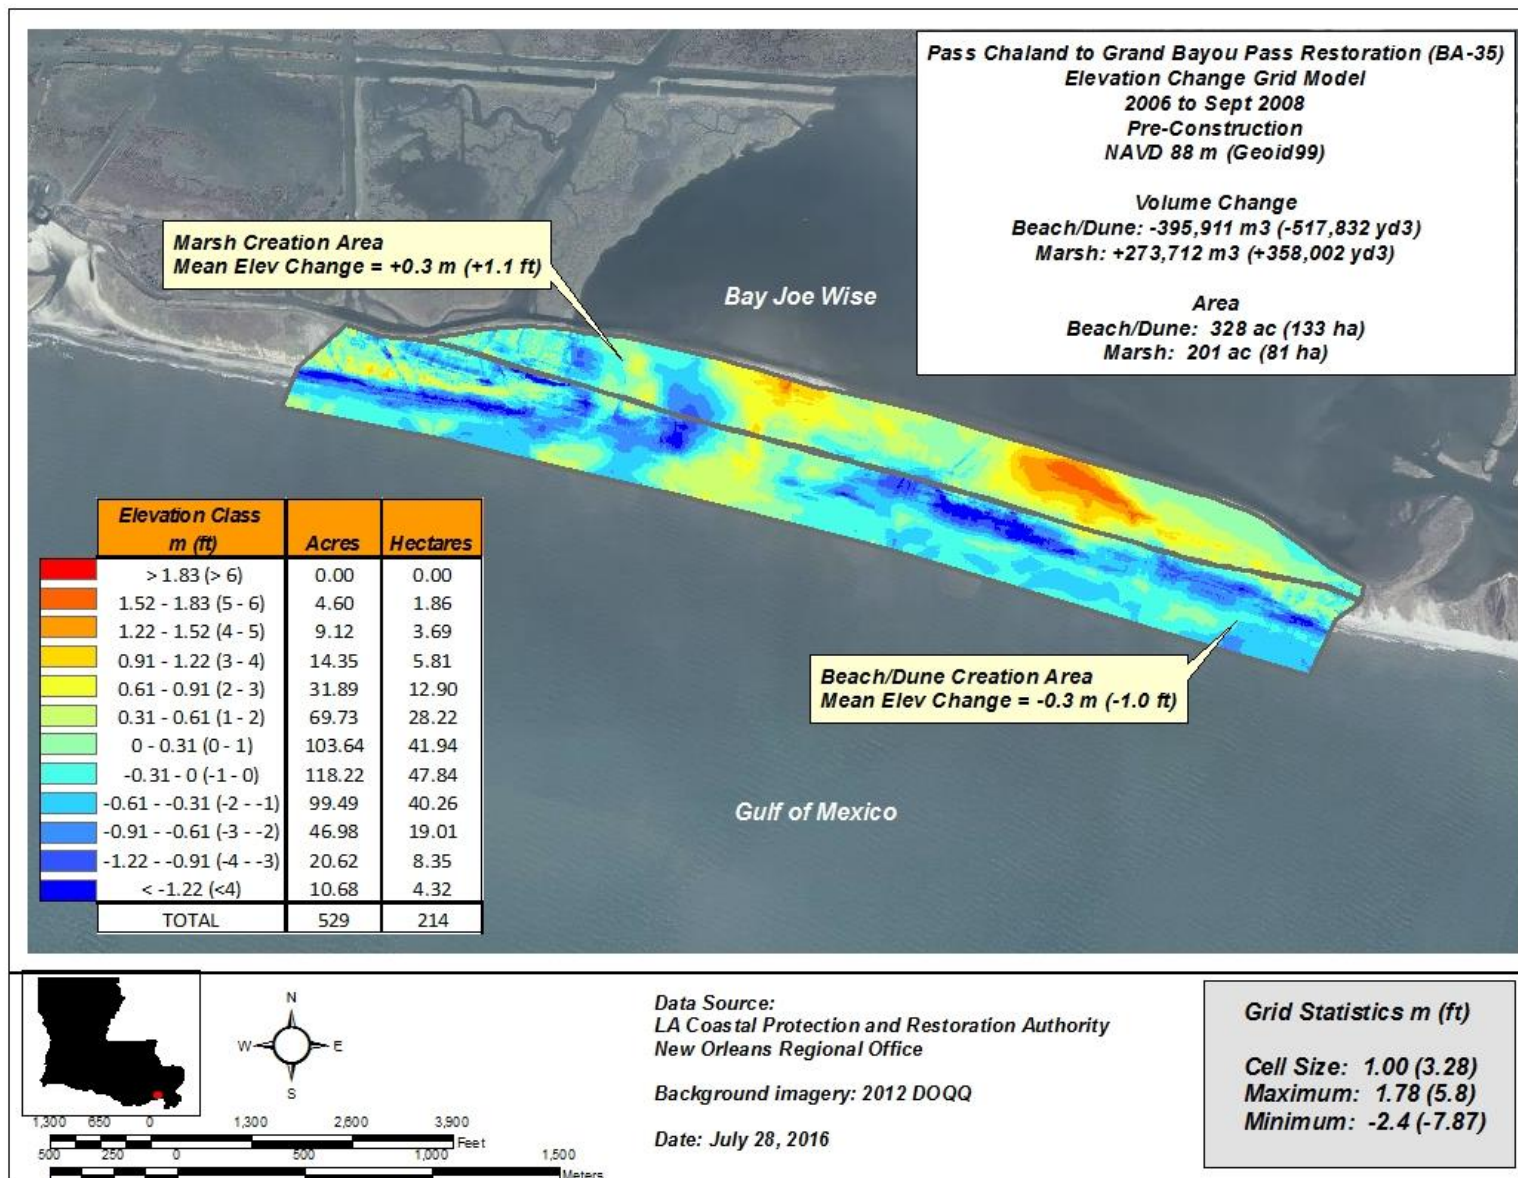 Pass Chaland to Grand Bayou Pass Restoration (BA-35)
Elevation Change Grid Model
2006 to Sept 2008
Pre-Construction
NAVD 88 m (Geoid99)
Volume Change
Beach/Dune: -395,911 m3 (-517,832 yd3)
Marsh: +273,712 m3 (+358,002 yd3)
Area
Beach/Dune: 328 ac (133 ha)
Marsh: 201 ac (81 ha)
Marsh Creation Area
Mean Elev Change = +0.3 m (+1.1 ft)
Bay Joe Wise
Beach/Dune Creation Area
Mean Elev Change = -0.3 m (-1.0 ft)
Gulf of Mexico
Elevation Class
m (ft) Acres Hectares
> 1.83 (> 6) 0.00 0.00
1.52 - 1.83 (5 - 6) 4.60 1.86
1.22 - 1.52 (4 - 5) 9.12 3.69
0.91 - 1.22 (3 - 4) 14.35 5.81
0.61 - 0.91 (2 - 3) 31.89 12.90
0.31 - 0.61 (1 - 2) 69.73 28.22
0 - 0.31 (0 - 1) 103.64 41.94
-0.31 - 0 (-1 - 0) 118.22 47.84
-0.61 - -0.31 (-2 - -1) 99.49 40.26
-0.91 - -0.61 (-3 - -2) 46.98 19.01
-1.22 - -0.91 (-4 - -3) 20.62 8.35
< -1.22 (<4) 10.68 4.32
TOTAL 529 214
N
W E
S
1,300 650 0 1,300 2,600 3,900
Feet
500 250 0 500 1,000 1,500
Meters
Data Source:
LA Coastal Protection and Restoration Authority
New Orleans Regional Office
Background imagery: 2012 DOQQ
Date: July 28, 2016
Grid Statistics m (ft)
Cell Size: 1.00 (3.28)
Maximum: 1.78 (5.8)
Minimum: -2.4 (-7.87)